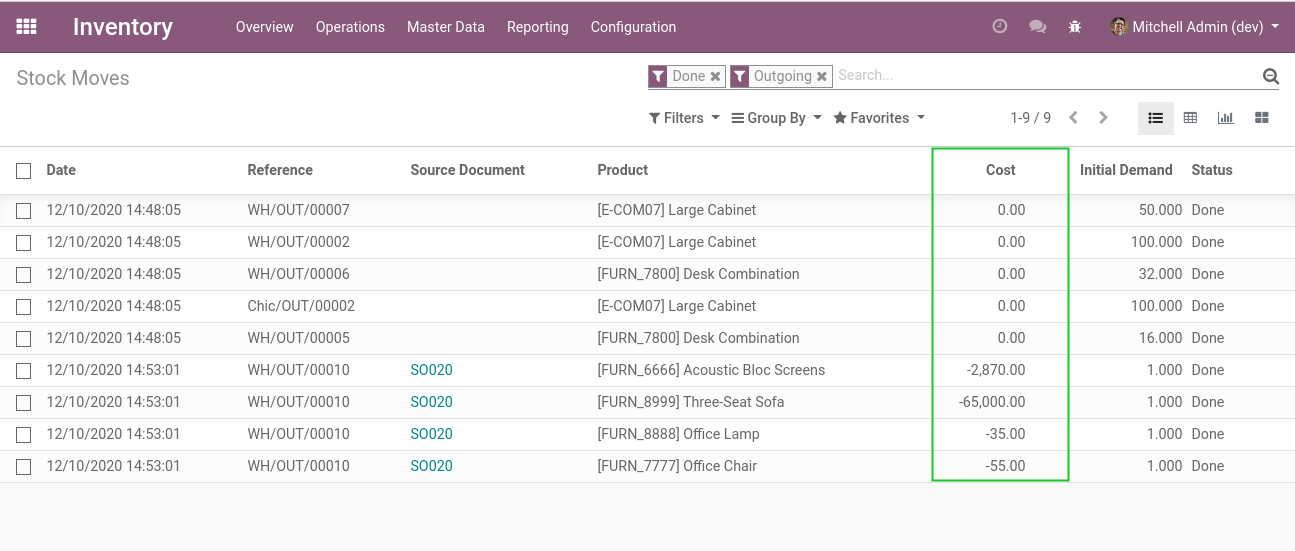 Inventory Overview Operations Master Data Reporting Configuration Mitchell Admin (dev)
Stock Moves Done Outgoing Search...
Filters Group By Favorites 1-9 / 9
Date Reference Source Document Product Cost Initial Demand Status
12/10/2020 14:48:05 WH/OUT/00007 [E-COM07] Large Cabinet 0.00 50.000 Done
12/10/2020 14:48:05 WH/OUT/00002 [E-COM07] Large Cabinet 0.00 100.000 Done
12/10/2020 14:48:05 WH/OUT/00006 [FURN_7800] Desk Combination 0.00 32.000 Done
12/10/2020 14:48:05 Chic/OUT/00002 [E-COM07] Large Cabinet 0.00 100.000 Done
12/10/2020 14:48:05 WH/OUT/00005 [FURN_7800] Desk Combination 0.00 16.000 Done
12/10/2020 14:53:01 WH/OUT/00010 SO020 [FURN_6666] Acoustic Bloc Screens -2,870.00 1.000 Done
12/10/2020 14:53:01 WH/OUT/00010 SO020 [FURN_8999] Three-Seat Sofa -65,000.00 1.000 Done
12/10/2020 14:53:01 WH/OUT/00010 SO020 [FURN_8888] Office Lamp -35.00 1.000 Done
12/10/2020 14:53:01 WH/OUT/00010 SO020 [FURN_7777] Office Chair -55.00 1.000 Done